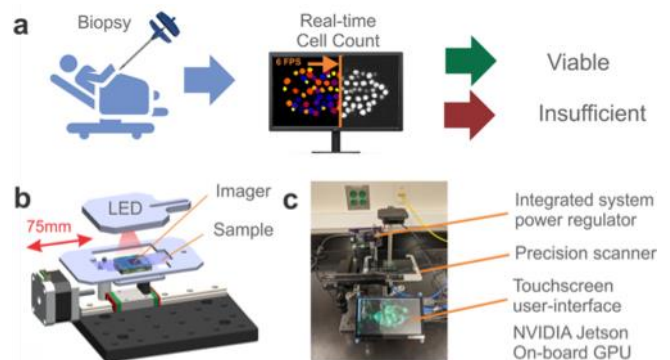 a
Biopsy
Real-time
Cell Count
6 FPS
Viable
Insufficient
b
LED
75mm
Imager
Sample
c
Integrated system
power regulator
Precision scanner
Touchscreen
user-interface
NVIDIA Jetson
On-board GPU